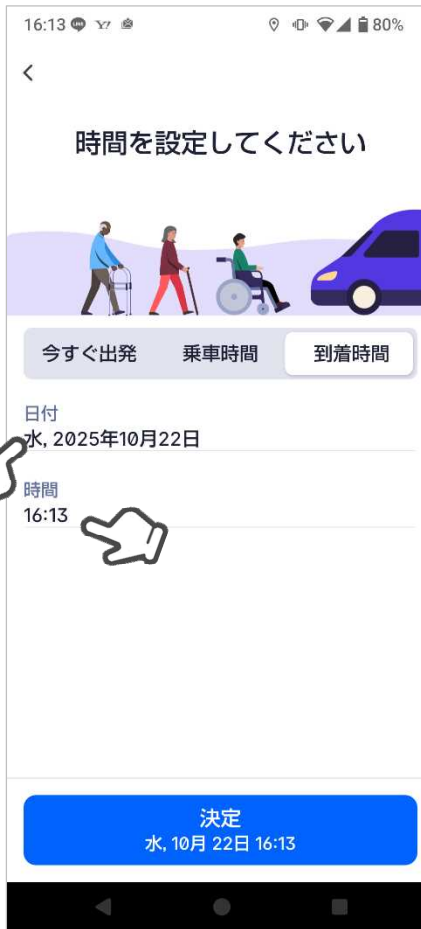 16:13 80%
時間を設定してください
今すぐ出発 乗車時間 到着時間
日付
水, 2025年10月22日
時間
16:13
決定
水, 10月 22日 16:13